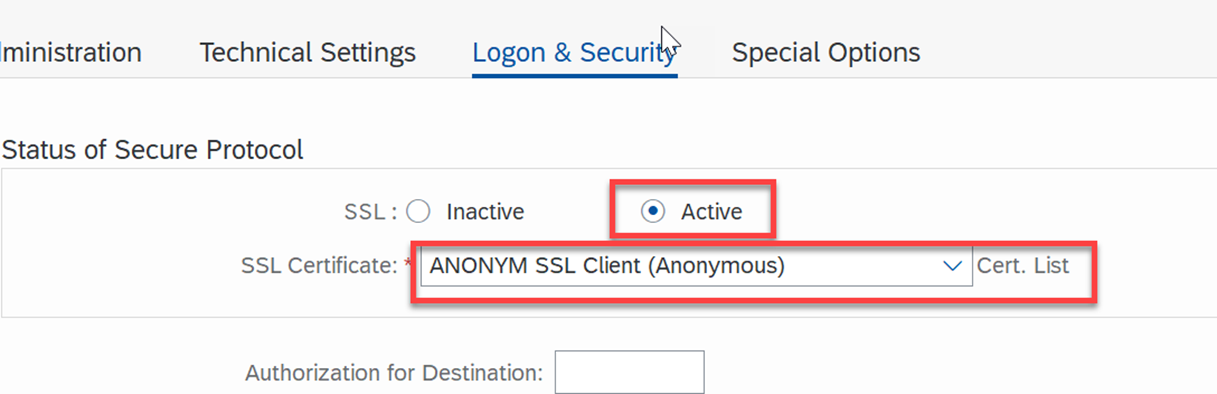 ministration Technical Settings Logon & Security Special Options
Status of Secure Protocol
SSL : Inactive Active
SSL Certificate: * ANONYM SSL Client (Anonymous) Cert. List
Authorization for Destination: